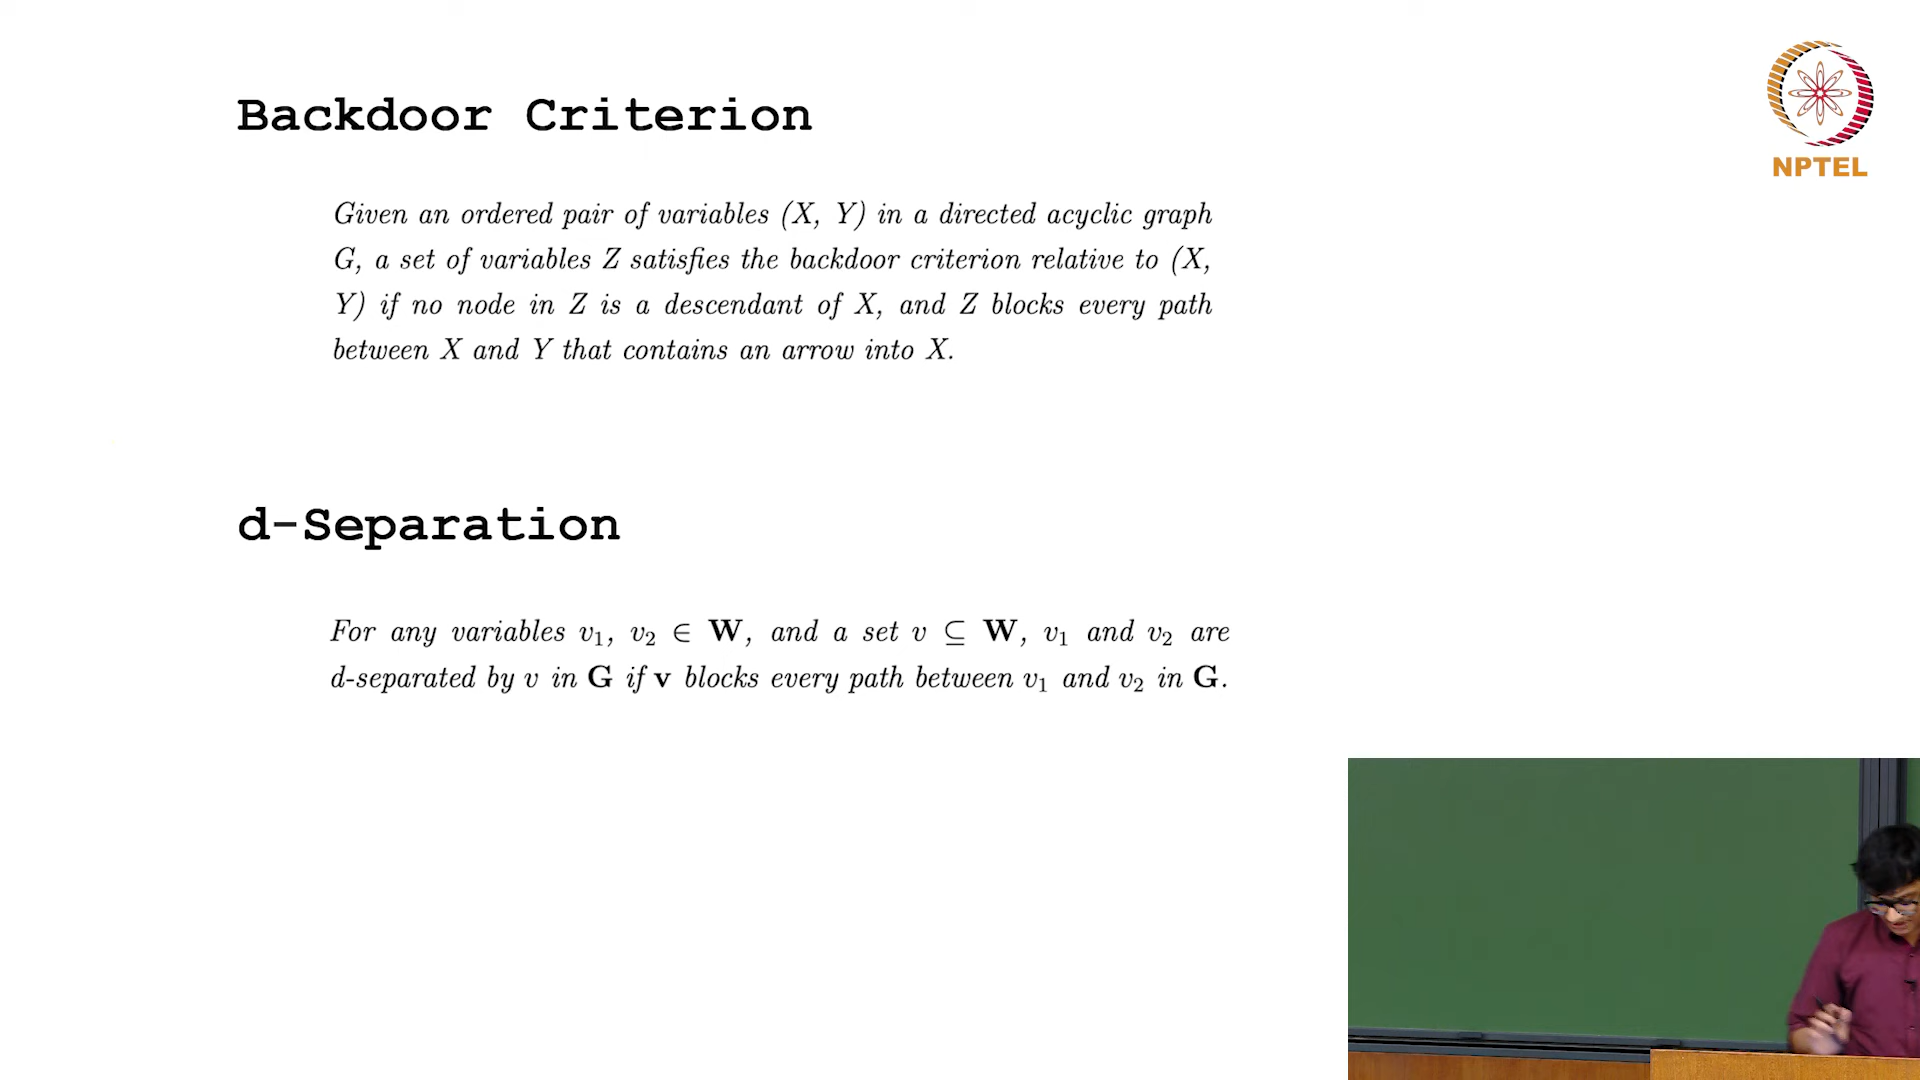 Backdoor Criterion
NPTEL
Given an ordered pair of variables (X, Y) in a directed acyclic graph
G, a set of variables Z satisfies the backdoor criterion relative to (X,
Y) if no node in Z is a descendant of X, and Z blocks every path
between X and Y that contains an arrow into X.
d-Separation
For any variables v₁, v₂ ∈ W, and a set v ⊆ W, v₁ and v₂ are
d-separated by v in G if v blocks every path between v₁ and v₂ in G.